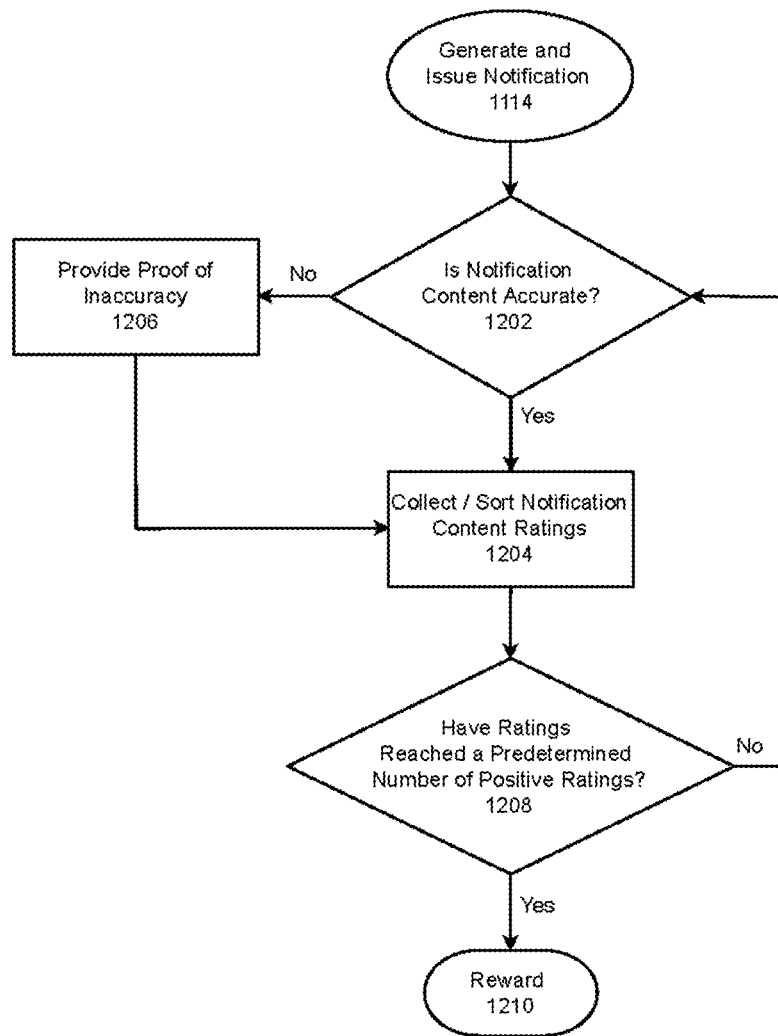 Generate and
Issue Notification
1114
Provide Proof of
Inaccuracy
1206
No
Is Notification
Content Accurate?
1202
Yes
Collect / Sort Notification
Content Ratings
1204
Have Ratings
Reached a Predetermined
Number of Positive Ratings?
1208
No
Yes
Reward
1210